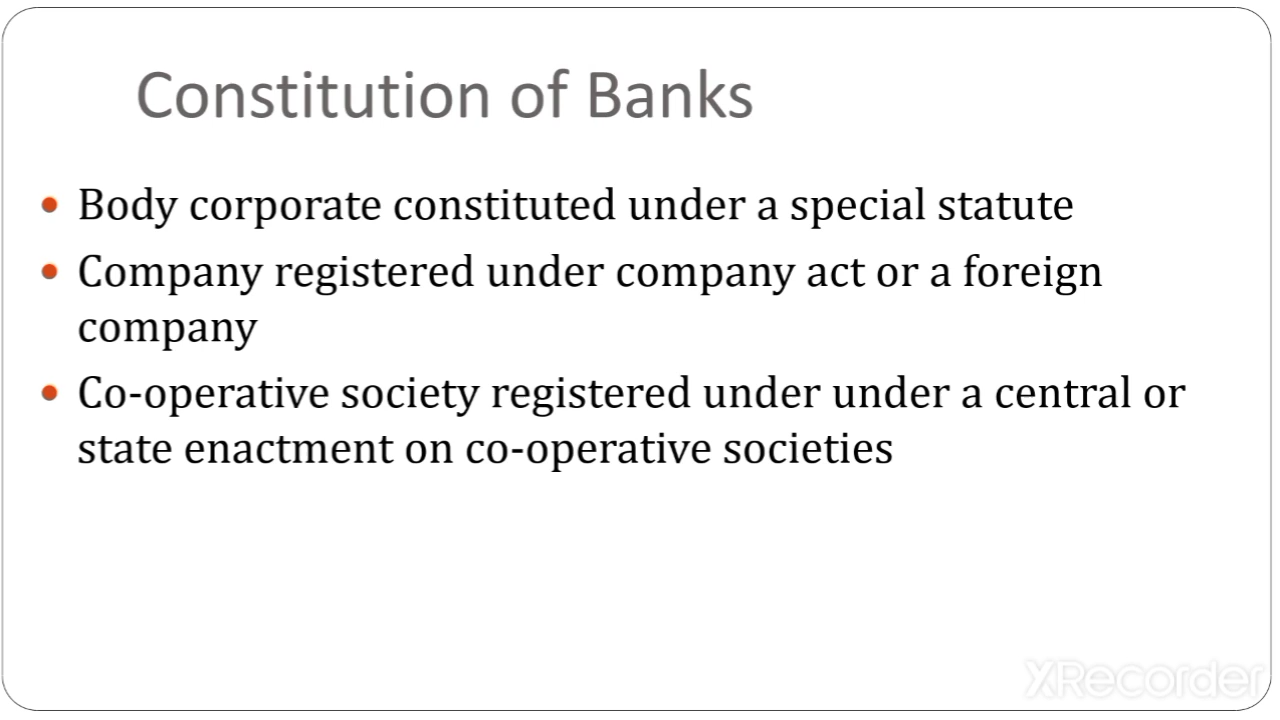 Constitution of Banks
• Body corporate constituted under a special statute
• Company registered under company act or a foreign
company
• Co-operative society registered under under a central or
state enactment on co-operative societies
XRecorder